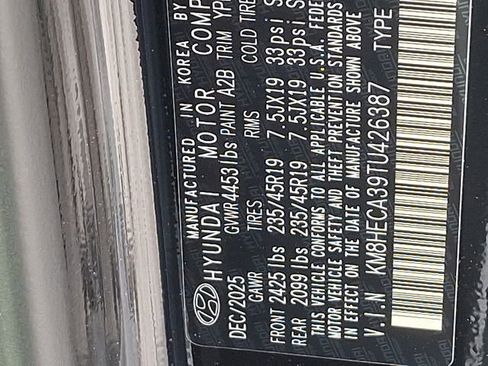 MANUFACTURED IN KOREA BY
HYUNDAI MOTOR COMP
DEC/2025 GVWR 4453 lbs PAINT A2B TRIM YP
GAWR TIRES RIMS COLD TIRE
FRONT 2425 lbs 235/45R19 7.5JX19 33psi
REAR 2099 lbs 235/45R19 7.5JX19 33psi
THIS VEHICLE CONFORMS TO ALL APPLICABLE U.S.A. FEDE
MOTOR VEHICLE SAFETY AND THEFT PREVENTION STANDARDS
IN EFFECT ON THE DATE OF MANUFACTURE SHOWN ABOVE
V.I.N KM8HECA39TU426387 TYPE